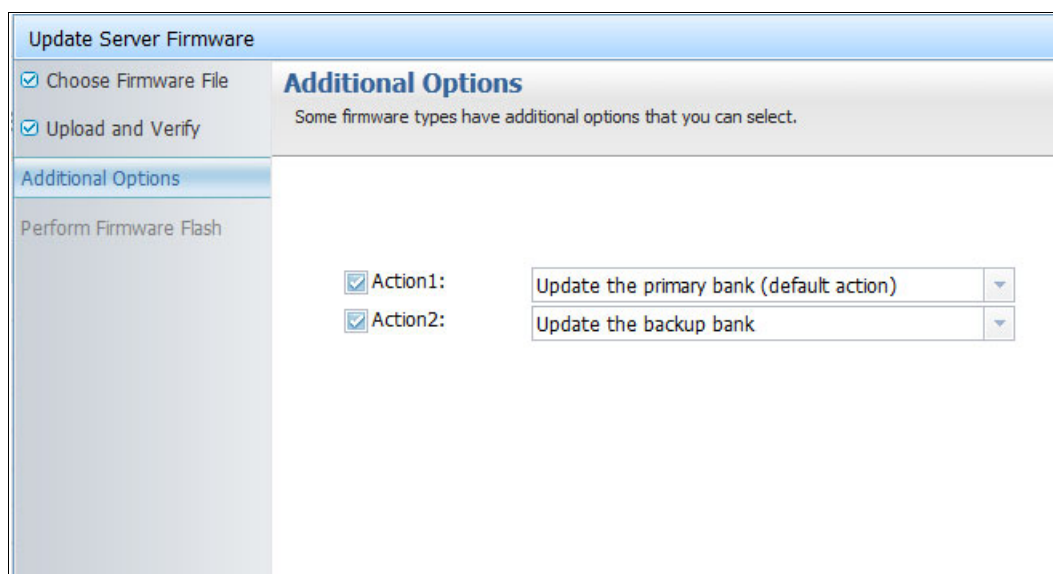 Update Server Firmware
Choose Firmware File
Upload and Verify
Additional Options
Perform Firmware Flash
Additional Options
Some firmware types have additional options that you can select.
Action1: Update the primary bank (default action)
Action2: Update the backup bank